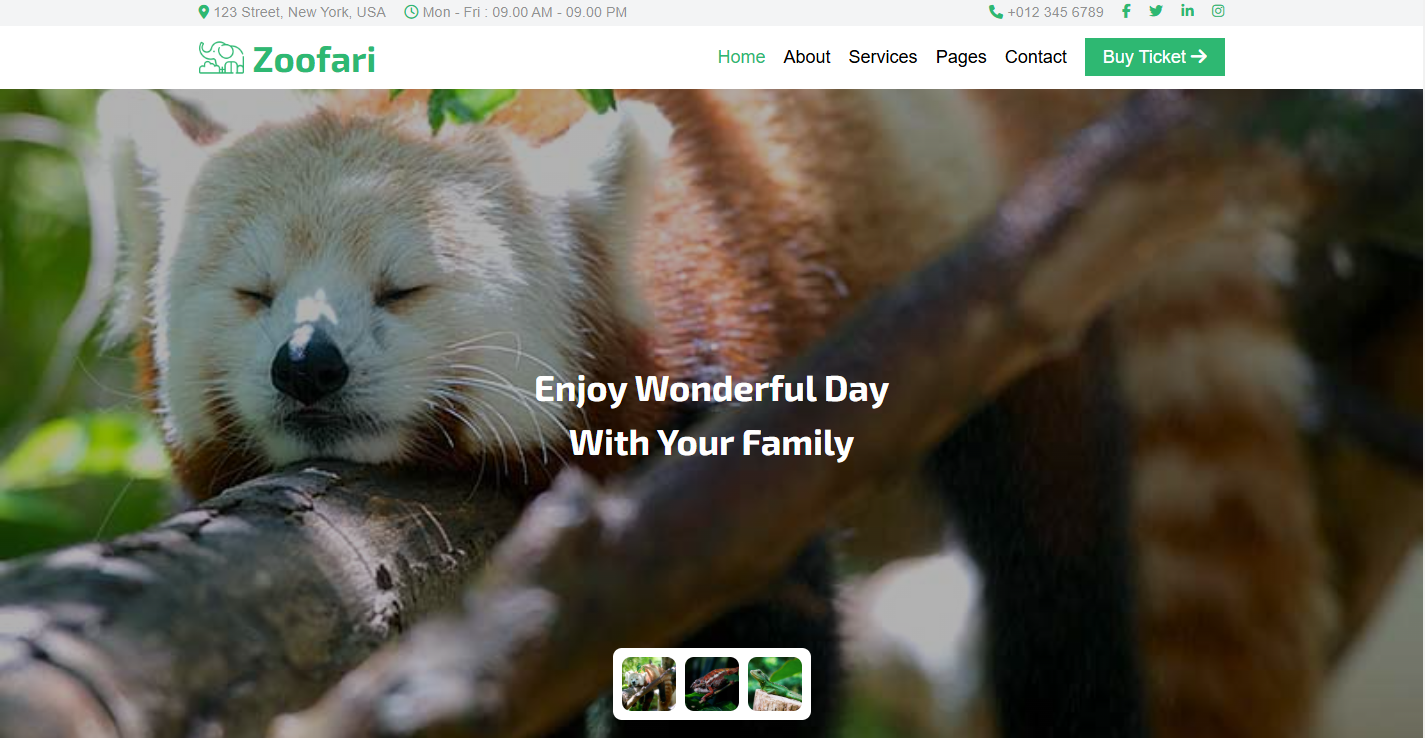 123 Street, New York, USA Mon - Fri : 09.00 AM - 09.00 PM +012 345 6789
Zoofari Home About Services Pages Contact Buy Ticket
Enjoy Wonderful Day
With Your Family